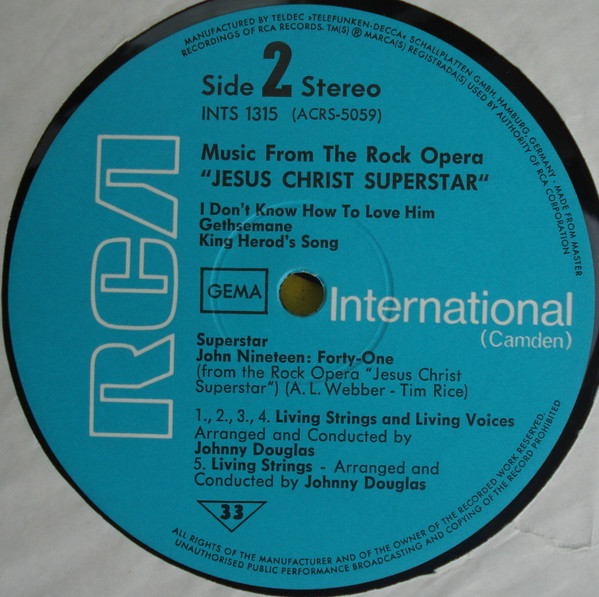 MANUFACTURED BY TELDEC »TELEFUNKEN-DECCA« SCHALLPLATTEN GMBH, HAMBURG, GERMANY · MADE FROM MASTER
RECORDINGS OF RCA RECORDS. TM(S) ® MARCA(S) REGISTRADA(S) USED BY AUTHORITY OF RCA CORPORATION
Side 2 Stereo
INTS 1315 (ACRS-5059)
Music From The Rock Opera
"JESUS CHRIST SUPERSTAR"
I Don't Know How To Love Him
Gethsemane
King Herod's Song
RCA
GEMA
International
(Camden)
Superstar
John Nineteen: Forty-One
(from the Rock Opera "Jesus Christ
Superstar") (A. L. Webber - Tim Rice)
1., 2., 3., 4. Living Strings and Living Voices
Arranged and Conducted by
Johnny Douglas
5. Living Strings - Arranged and
Conducted by Johnny Douglas
33
ALL RIGHTS OF THE MANUFACTURER AND OF THE OWNER OF THE RECORDED WORK RESERVED.
UNAUTHORISED PUBLIC PERFORMANCE BROADCASTING AND COPYING OF THE RECORD PROHIBITED